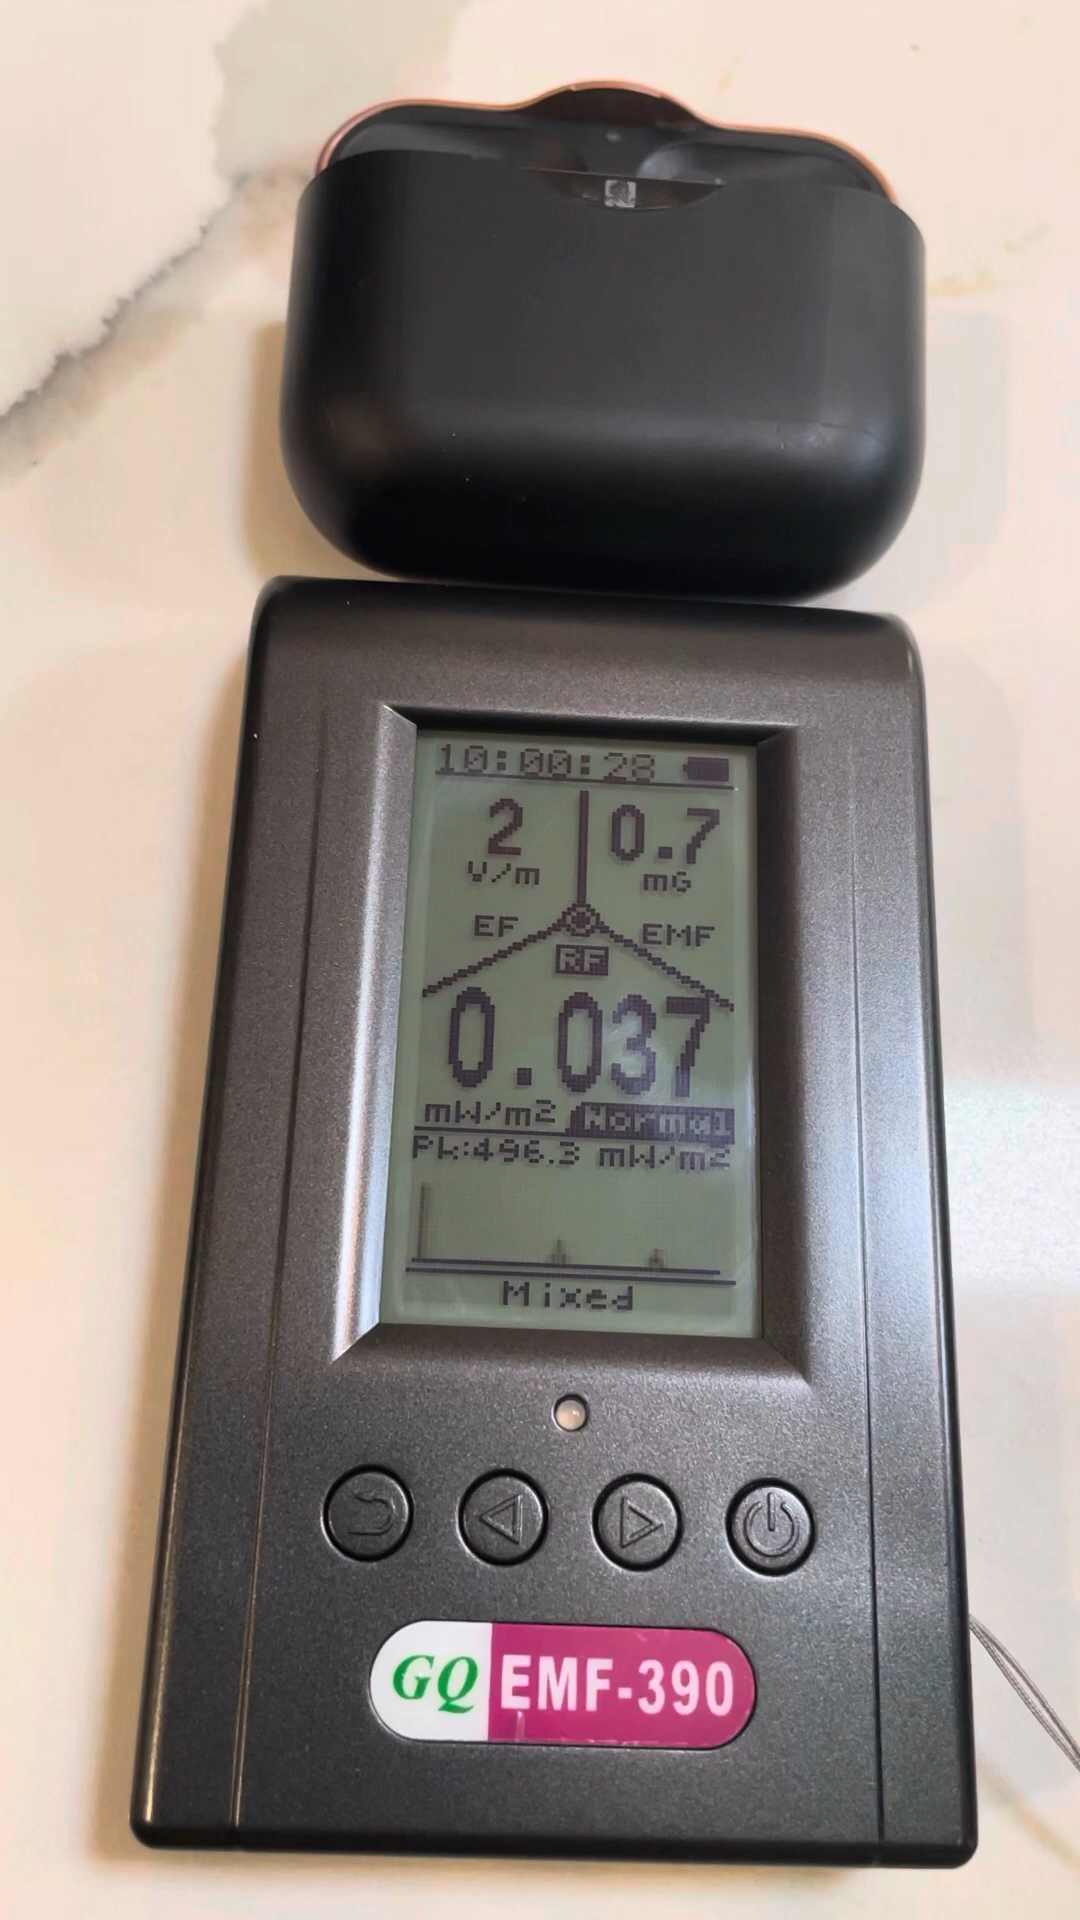 10:00:28
2 0.7
V/m mG
EF EMF
RF
0.037
mW/m2 Normal
Pk:496.3 mW/m2
Mixed
GQ EMF-390